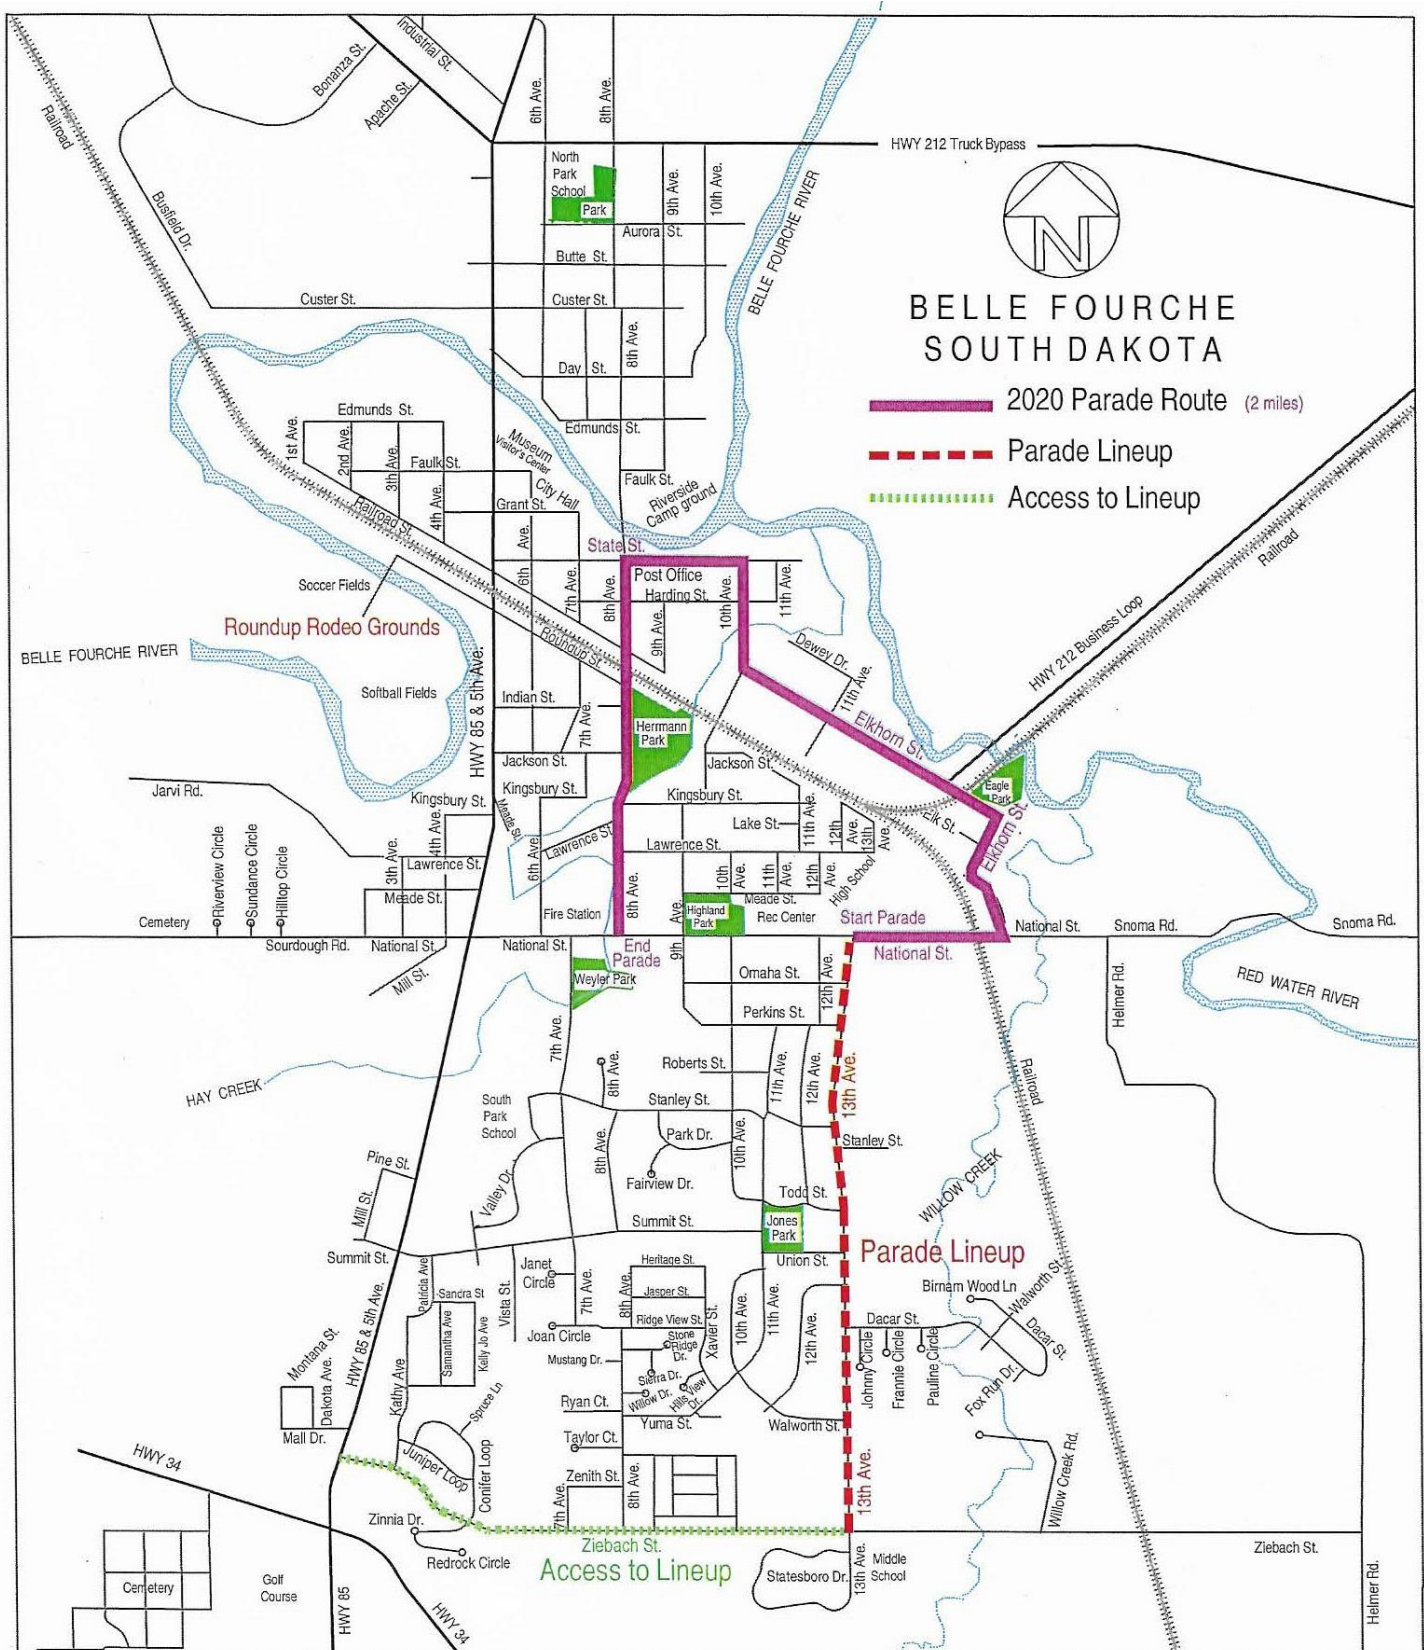 Industrial St.
Bonanza St.
Apache St.
Railroad
6th Ave.
8th Ave.
HWY 212 Truck Bypass
North
Park
School
Park
9th Ave.
10th Ave.
Aurora St.
BELLE FOURCHE RIVER
Busfield Dr.
Butte St.
Custer St.
Custer St.
N
BELLE FOURCHE
SOUTH DAKOTA
2020 Parade Route (2 miles)
Parade Lineup
Access to Lineup
8th Ave.
Day St.
Edmunds St.
Edmunds St.
1st Ave.
2nd Ave.
3th Ave.
Faulk St.
4th Ave.
Railroad St.
Museum
Visitor's Center
City Hall
Grant St.
Faulk St.
Riverside
Camp ground
Railroad
HWY 212 Business Loop
State St.
6th Ave.
7th Ave.
8th Ave.
Post Office
Harding St.
9th Ave.
10th Ave.
11th Ave.
Soccer Fields
Roundup Rodeo Grounds
Roundup St.
BELLE FOURCHE RIVER
Softball Fields
HWY 85 & 5th Ave.
Dewey Dr.
11th Ave.
Elkhorn St.
Indian St.
7th Ave.
Herrmann
Park
Jackson St.
Jackson St.
Kingsbury St.
Kingsbury St.
Kingsbury St.
Eagle
Park
Elk St.
Elkhorn St.
Jarvi Rd.
Meade St.
4th Ave.
3th Ave.
Lawrence St.
Meade St.
Riverview Circle
Sundance Circle
Hilltop Circle
Cemetery
6th Ave.
Lawrence St.
8th Ave.
Lake St.
Lawrence St.
11th Ave.
12th Ave.
13th Ave.
10th Ave.
11th Ave.
12th Ave.
High School
Meade St.
Rec Center
Highland
Park
9th Ave.
Fire Station
Start Parade
National St.
National St.
Snoma Rd.
Snoma Rd.
Sourdough Rd.
National St.
National St.
End
Parade
Mill St.
Weyler Park
Omaha St.
Perkins St.
12th Ave.
Helmer Rd.
RED WATER RIVER
HAY CREEK
7th Ave.
8th Ave.
Roberts St.
11th Ave.
12th Ave.
13th Ave.
Railroad
South
Park
School
Stanley St.
Park Dr.
10th Ave.
8th Ave.
Fairview Dr.
Stanley St.
WILLOW CREEK
Pine St.
Mill St.
Valley Dr.
Summit St.
Summit St.
Todd St.
Jones
Park
Union St.
Parade Lineup
Janet
Circle
Heritage St.
Jasper St.
Ridge View St.
Patricia Ave
Sandra St
Samantha Ave
Kelly Jo Ave
Vista St.
7th Ave.
8th Ave.
Xavier St.
10th Ave.
11th Ave.
12th Ave.
Birnam Wood Ln
Walworth St.
Dacar St.
Dacar St.
Johnny Circle
Frannie Circle
Pauline Circle
Fox Run Dr.
HWY 85 & 5th Ave.
Montana St.
Dakota Ave.
Mall Dr.
Kathy Ave
Joan Circle
Mustang Dr.
Stone
Ridge
Dr.
Sierra Dr.
Willow Dr.
Hills View
Dr.
Ryan Ct.
Yuma St.
Walworth St.
Spruce Ln
Juniper Loop
Conifer Loop
Taylor Ct.
Zenith St.
7th Ave.
8th Ave.
13th Ave.
Willow Creek Rd.
HWY 34
Zinnia Dr.
Redrock Circle
Ziebach St.
Access to Lineup
Ziebach St.
Statesboro Dr.
13th Ave.
Middle
School
Cemetery
Golf
Course
HWY 85
HWY 34
Helmer Rd.